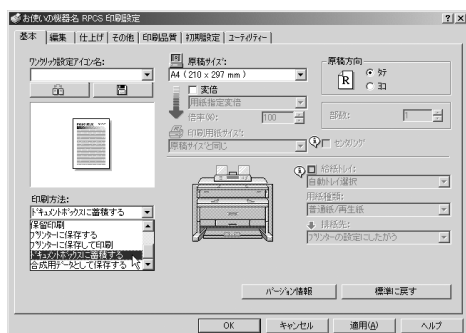 お使いの機器名 RPCS 印刷設定
基本 編集 仕上げ その他 印刷品質 初期設定 ユーティリティー
ワンクリック設定アイコン名:
原稿サイズ:
A4 (210 x 297 mm)
変倍
用紙指定変倍
倍率(%): 100
印刷用紙サイズ:
原稿サイズと同じ
原稿方向
R
タテ
ヨコ
部数: 1
センタリング
印刷方法:
ドキュメントボックスに蓄積する
保留印刷
プリンターに保存する
プリンターに保存して印刷
ドキュメントボックスに蓄積する
合成用データとして保存する
給紙トレイ:
自動トレイ選択
用紙種類:
普通紙/再生紙
排紙先:
プリンターの設定にしたがう
バージョン情報 標準に戻す
OK キャンセル 適用(A) ヘルプ